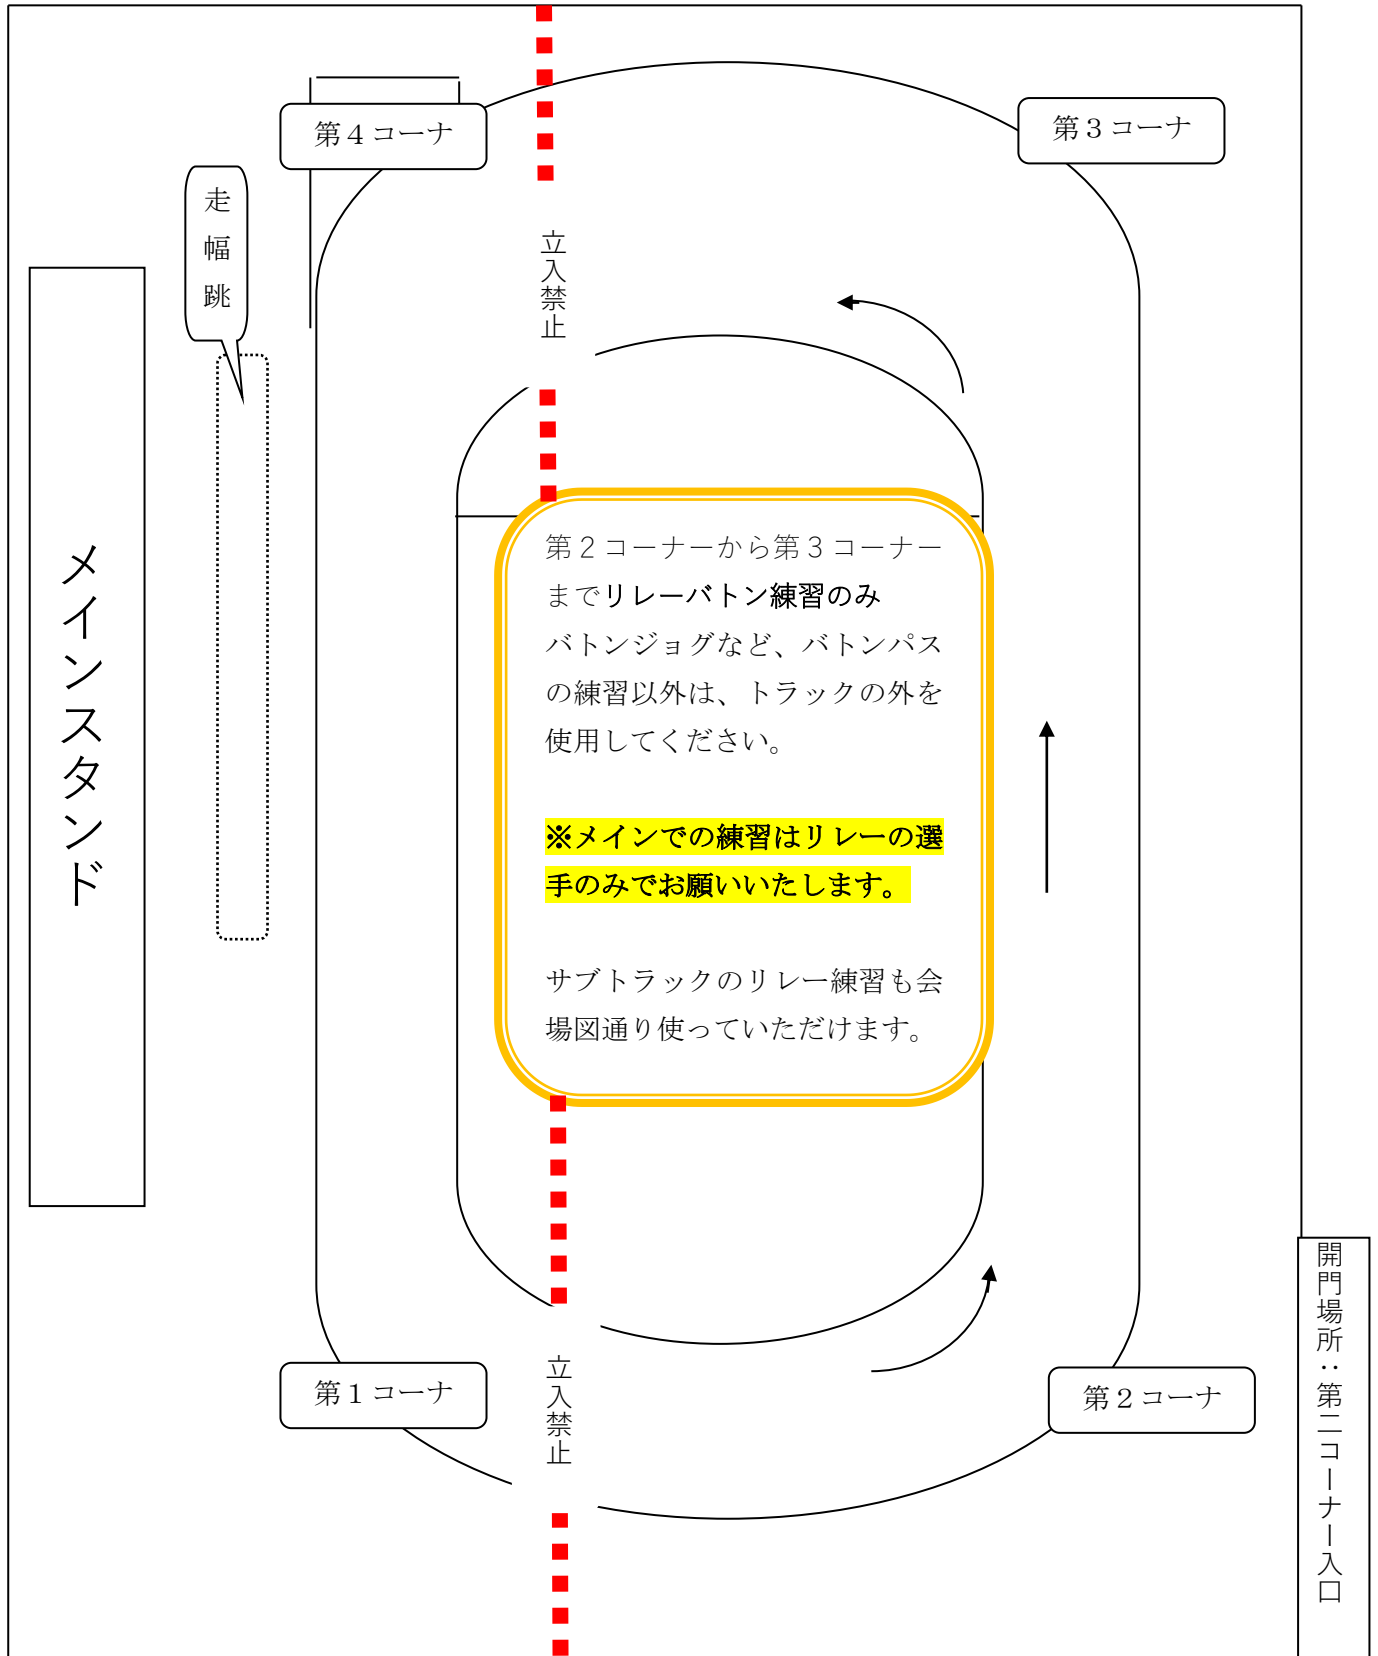 第４コーナ
第３コーナ
走幅跳
立入禁止
メインスタンド
第２コーナーから第３コーナー
までリレーバトン練習のみ
バトンジョグなど、バトンパス
の練習以外は、トラックの外を
使用してください。
※メインでの練習はリレーの選
手のみでお願いいたします。
サブトラックのリレー練習も会
場図通り使っていただけます。
立入禁止
第１コーナ
第２コーナ
開門場所：第二コーナー入口